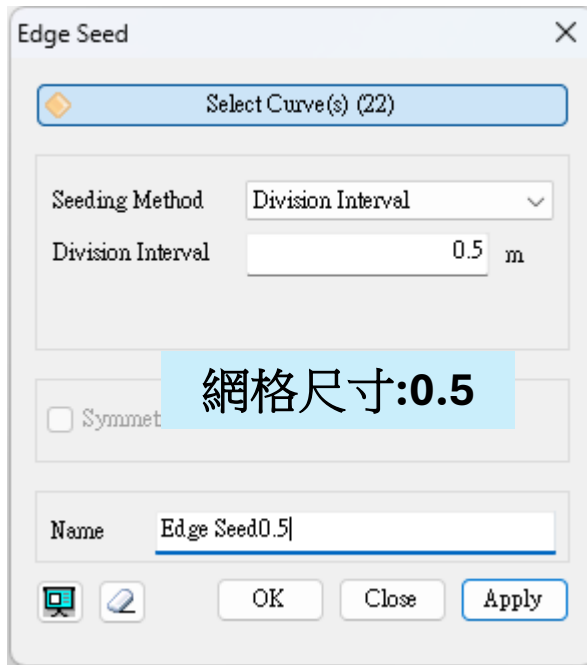 Edge Seed
Select Curve(s) (22)
Seeding Method Division Interval
Division Interval 0.5 m
網格尺寸:0.5
Symmet
Name Edge Seed0.5
OK Close Apply